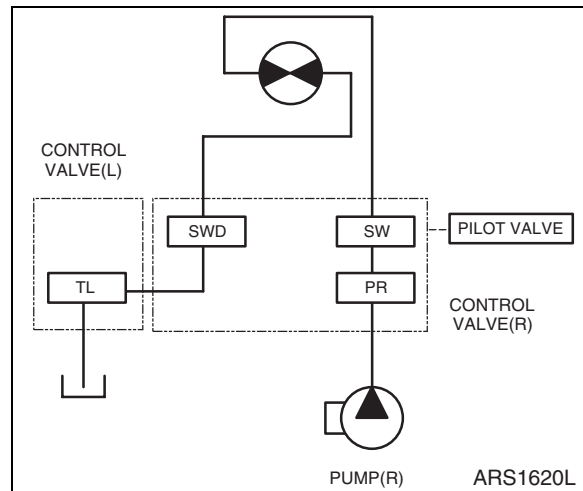 CONTROL
VALVE(L)
SWD
SW
PILOT VALVE
TL
PR
CONTROL
VALVE(R)
PUMP(R)
ARS1620L